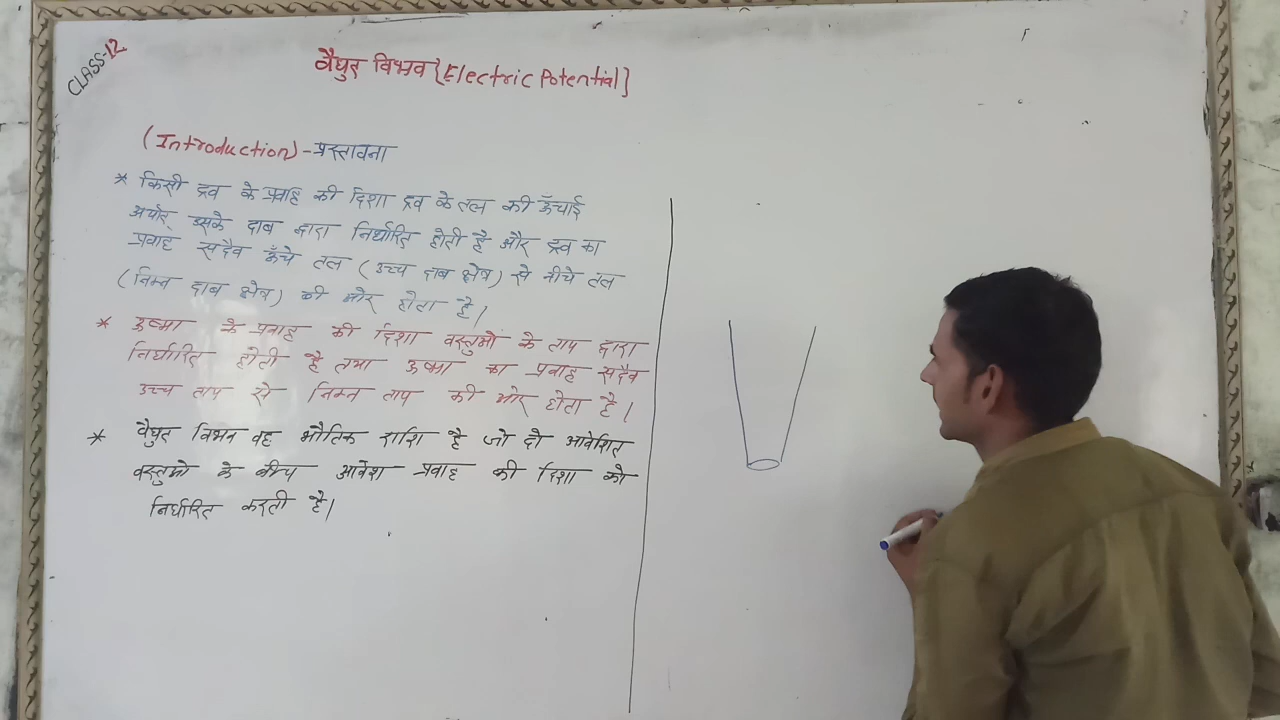 CLASS-12
वैधुत विभव {Electric Potential}
(Introduction) - प्रस्तावना
* किसी द्रव के प्रवाह की दिशा द्रव के तल की ऊँचाई
अर्थात् उसके दाब द्वारा निर्धारित होती है और द्रव का
प्रवाह सदैव ऊँचे तल (उच्च दाब क्षेत्र) से नीचे तल
(निम्न दाब क्षेत्र) की ओर होता है।
* ऊष्मा के प्रवाह की दिशा वस्तुओं के ताप द्वारा
निर्धारित होती है तथा ऊष्मा का प्रवाह सदैव
उच्च ताप से निम्न ताप की ओर होता है।
* वैधुत विभव वह भौतिक राशि है जो दो आवेशित
वस्तुओ के बीच आवेश प्रवाह की दिशा को
निर्धारित करती है।